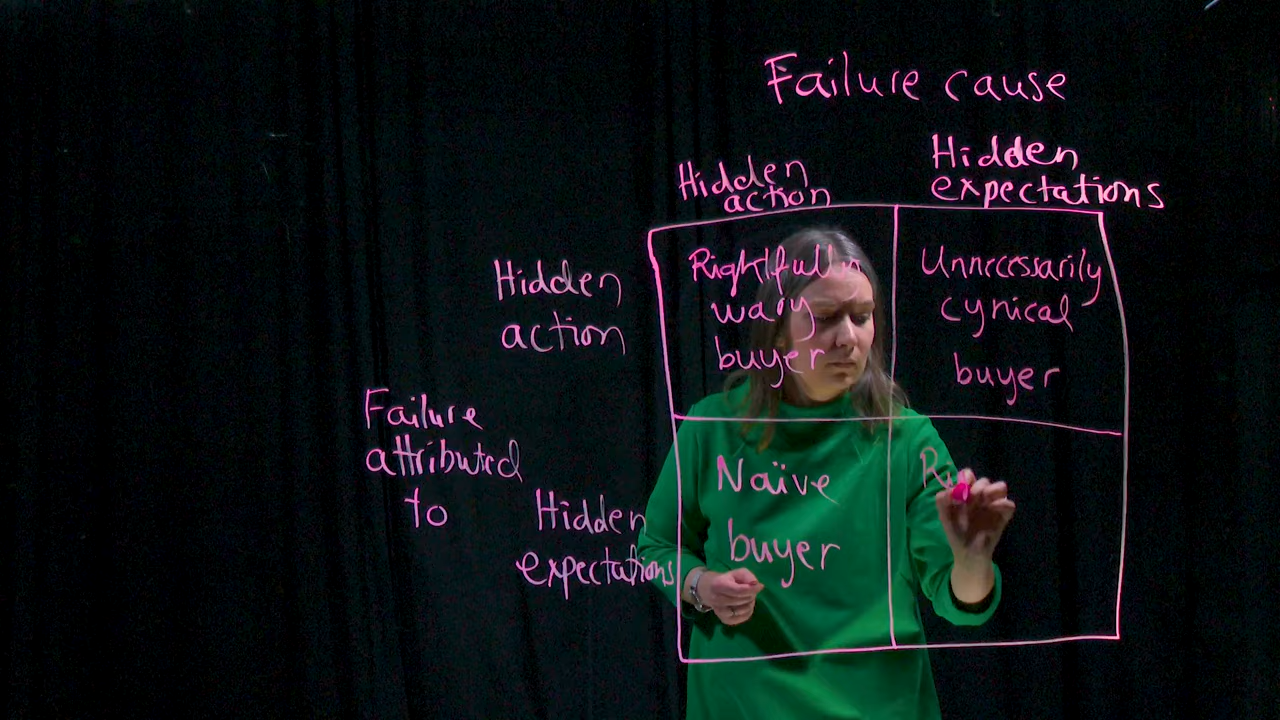 Failure cause
Hidden
action
Hidden
expectations
Hidden
action
Rightfully
wary
buyer
Unnecessarily
cynical
buyer
Failure
attributed
to
Hidden
expectations
Naïve
buyer